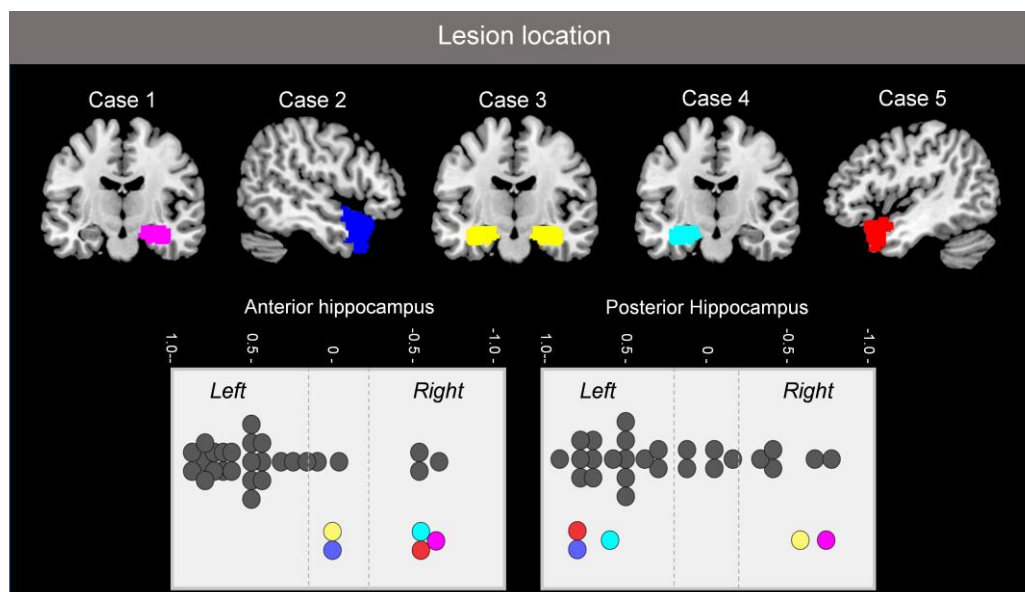 Lesion location
Case 1 Case 2 Case 3 Case 4 Case 5
Anterior hippocampus Posterior Hippocampus
1.0 0.5 0 -0.5 -1.0 1.0 0.5 0 -0.5 -1.0
Left Right Left Right